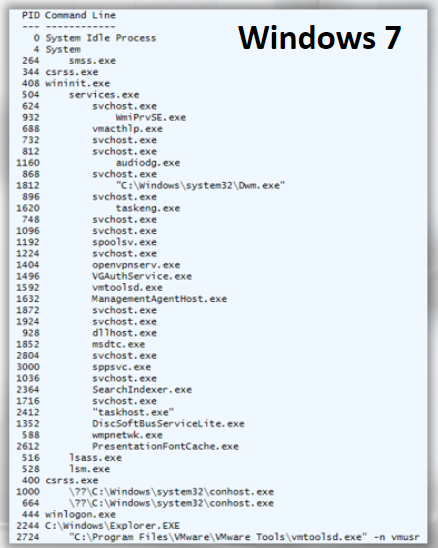 Windows 7
PID Command Line
--- ------------
0 System Idle Process
4 System
264 smss.exe
344 csrss.exe
408 wininit.exe
504 services.exe
624 svchost.exe
932 WmiPrvSE.exe
688 vmacthlp.exe
732 svchost.exe
812 svchost.exe
1160 audiodg.exe
868 svchost.exe
1812 "C:\Windows\system32\Dwm.exe"
896 svchost.exe
1620 taskeng.exe
748 svchost.exe
1096 svchost.exe
1192 spoolsv.exe
1224 svchost.exe
1404 openvpnserv.exe
1496 VGAuthService.exe
1592 vmtoolsd.exe
1632 ManagementAgentHost.exe
1872 svchost.exe
1924 svchost.exe
928 dllhost.exe
1852 msdtc.exe
2804 svchost.exe
3000 sppsvc.exe
1036 svchost.exe
2364 SearchIndexer.exe
1716 svchost.exe
2412 "taskhost.exe"
1352 DiscSoftBusServiceLite.exe
588 wmpnetwk.exe
2612 PresentationFontCache.exe
516 lsass.exe
528 lsm.exe
400 csrss.exe
1000 \??\C:\Windows\system32\conhost.exe
664 \??\C:\Windows\system32\conhost.exe
444 winlogon.exe
2244 C:\Windows\Explorer.EXE
2724 "C:\Program Files\VMware\VMware Tools\vmtoolsd.exe" -n vmusr